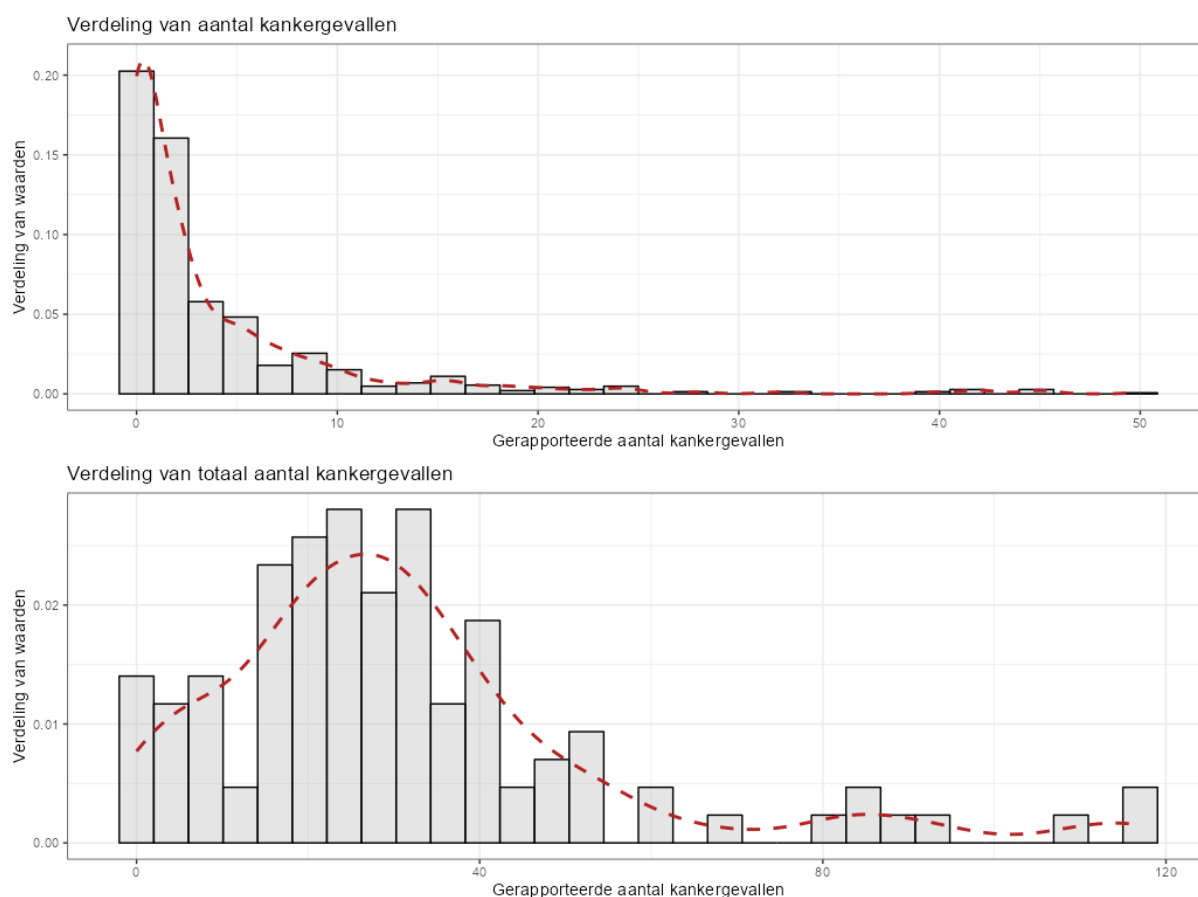 Verdeling van aantal kankergevallen
Verdeling van waarden
0.20
0.15
0.10
0.05
0.00
0 10 20 30 40 50
Gerapporteerde aantal kankergevallen
Verdeling van totaal aantal kankergevallen
Verdeling van waarden
0.02
0.01
0.00
0 40 80 120
Gerapporteerde aantal kankergevallen